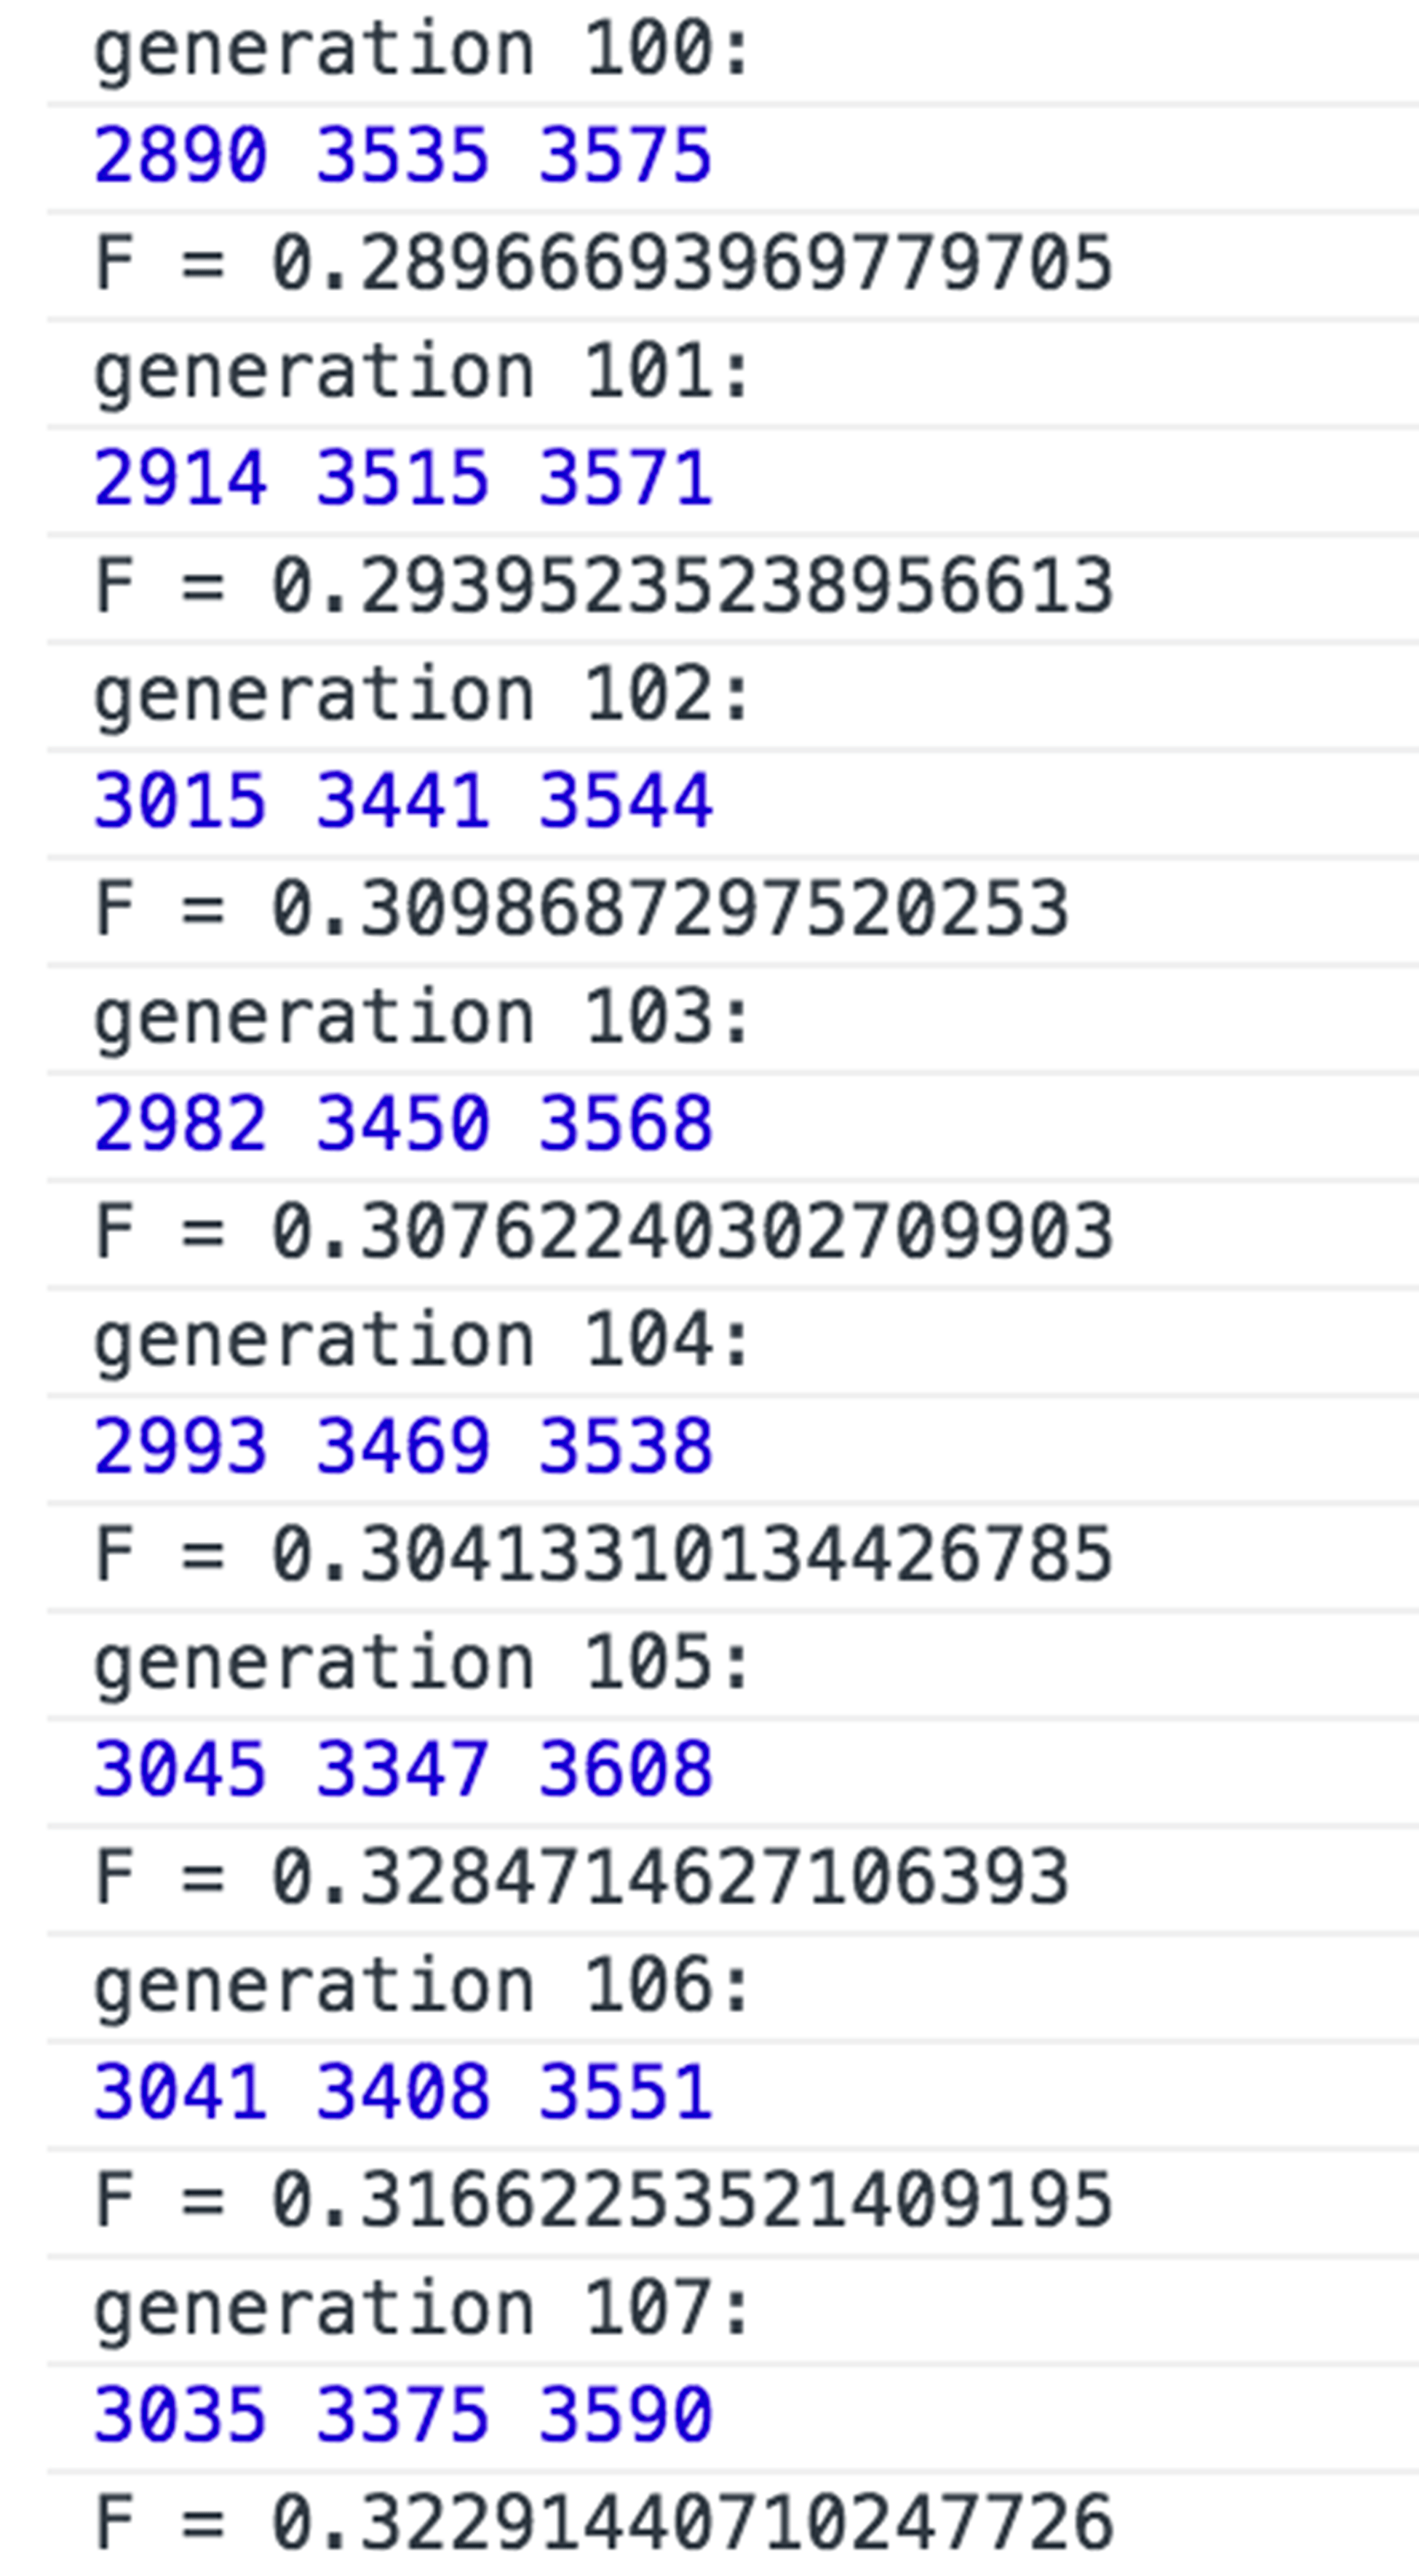 generation 100:
2890 3535 3575
F = 0.28966693969779705
generation 101:
2914 3515 3571
F = 0.29395235238956613
generation 102:
3015 3441 3544
F = 0.3098687297520253
generation 103:
2982 3450 3568
F = 0.30762240302709903
generation 104:
2993 3469 3538
F = 0.30413310134426785
generation 105:
3045 3347 3608
F = 0.3284714627106393
generation 106:
3041 3408 3551
F = 0.31662253521409195
generation 107:
3035 3375 3590
F = 0.32291440710247726